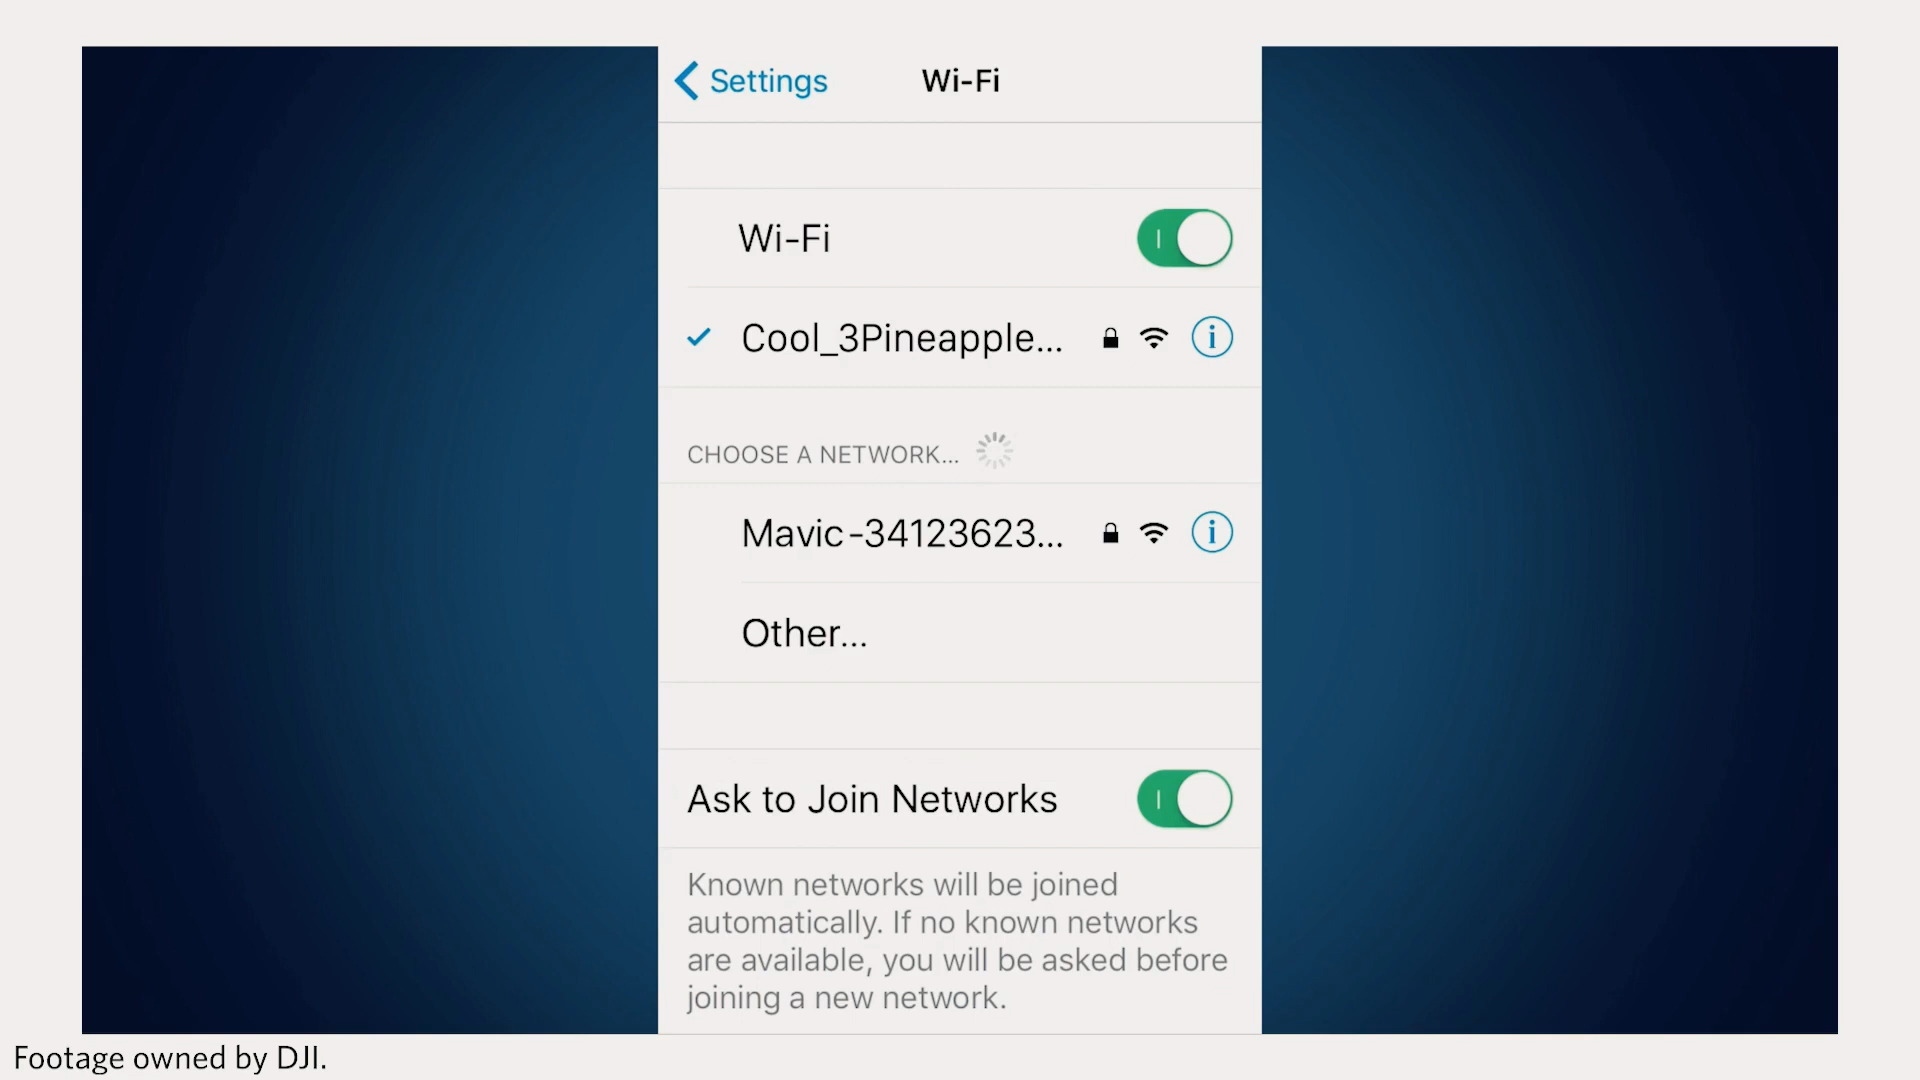 Settings
Wi-Fi
Wi-Fi
Cool_3Pineapple...
CHOOSE A NETWORK...
Mavic-34123623...
Other...
Ask to Join Networks
Known networks will be joined
automatically. If no known networks
are available, you will be asked before
joining a new network.
Footage owned by DJI.